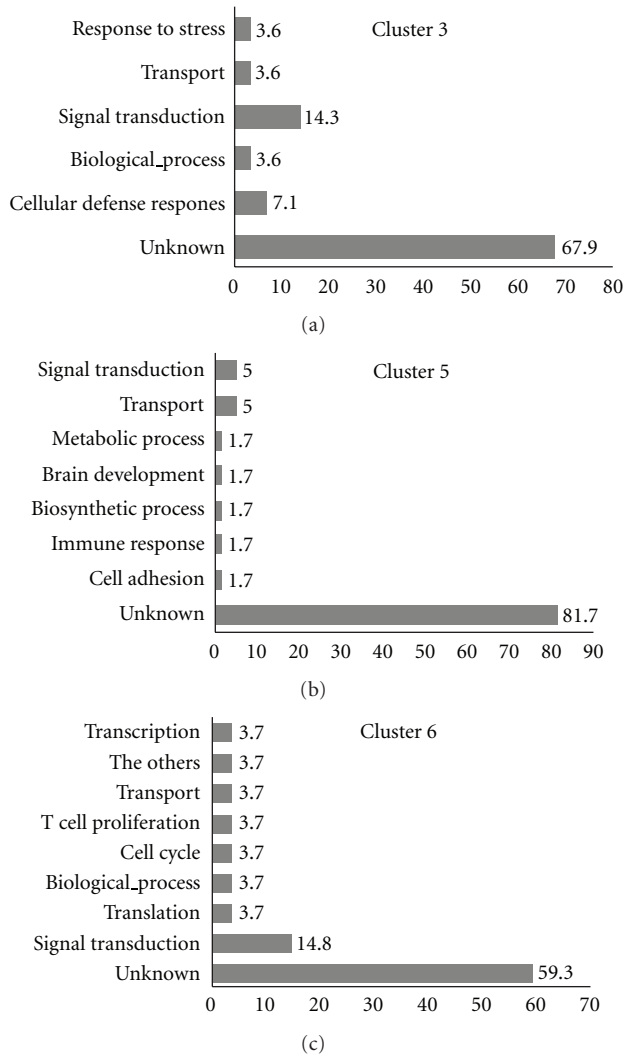 Cluster 3
Response to stress 3.6
Transport 3.6
Signal transduction 14.3
Biological_process 3.6
Cellular defense respones 7.1
Unknown 67.9
0 10 20 30 40 50 60 70 80
(a)
Cluster 5
Signal transduction 5
Transport 5
Metabolic process 1.7
Brain development 1.7
Biosynthetic process 1.7
Immune response 1.7
Cell adhesion 1.7
Unknown 81.7
0 10 20 30 40 50 60 70 80 90
(b)
Cluster 6
Transcription 3.7
The others 3.7
Transport 3.7
T cell proliferation 3.7
Cell cycle 3.7
Biological_process 3.7
Translation 3.7
Signal transduction 14.8
Unknown 59.3
0 10 20 30 40 50 60 70
(c)